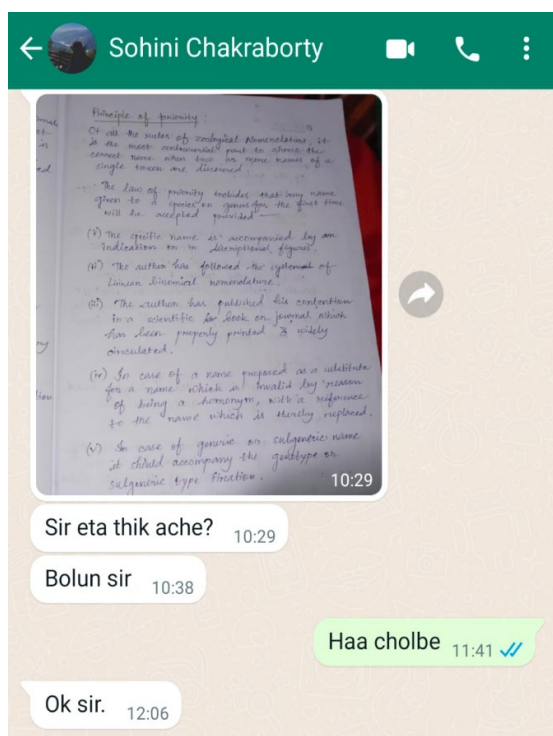 Sohini Chakraborty
Principle of priority :
Of all the rules of zoological Nomenclature, it
is the most controversial part to show the
correct name when two or more names of a
single taxon are discovered.
The law of priority includes that any name
given to a species or genus for the first time
will be accepted provided —
(i) The specific name is accompanied by an
indication or in descriptional figures.
(ii) The author has followed the system of
Linnian binomical nomenclature.
(iii) The author has published his contention
in a scientific book or journal which
has been properly printed & widely
circulated.
(iv) In case of a name proposed as a substitute
for a name which is invalid by reason
of being a homonym, with a reference
to the name which is thereby replaced.
(v) In case of generic or subgeneric name
it should accompany the genotype or
subgeneric type fixation.
10:29
Sir eta thik ache? 10:29
Bolun sir 10:38
Haa cholbe 11:41
Ok sir. 12:06